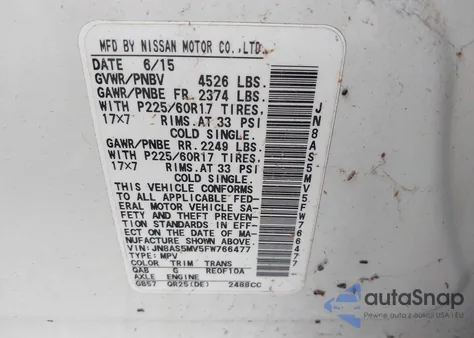 MFD BY NISSAN MOTOR CO.,LTD.
DATE 6/15
GVWR/PNBV 4526 LBS.
GAWR/PNBE FR 2374 LBS.
WITH P225/60R17 TIRES,
17X7 RIMS.AT 33 PSI
COLD SINGLE.
GAWR/PNBE RR.2249 LBS.
WITH P225/60R17 TIRES,
17X7 RIMS.AT 33 PSI
COLD SINGLE.
THIS VEHICLE CONFORMS
TO ALL APPLICABLE FED-
ERAL MOTOR VEHICLE SA-
FETY AND THEFT PREVEN-
TION STANDARDS IN EFF-
ECT ON THE DATE OF MA-
NUFACTURE SHOWN ABOVE
VIN:JN8AS5MV5FW766477
TYPE: MPV
COLOR TRIM TRANS
QAB G RE0F10A
AXLE ENGINE
GB57 QR25(DE) 2488CC
JN8AS5MV5FW766477
autoSnap
Pewne auto z USA i Eu